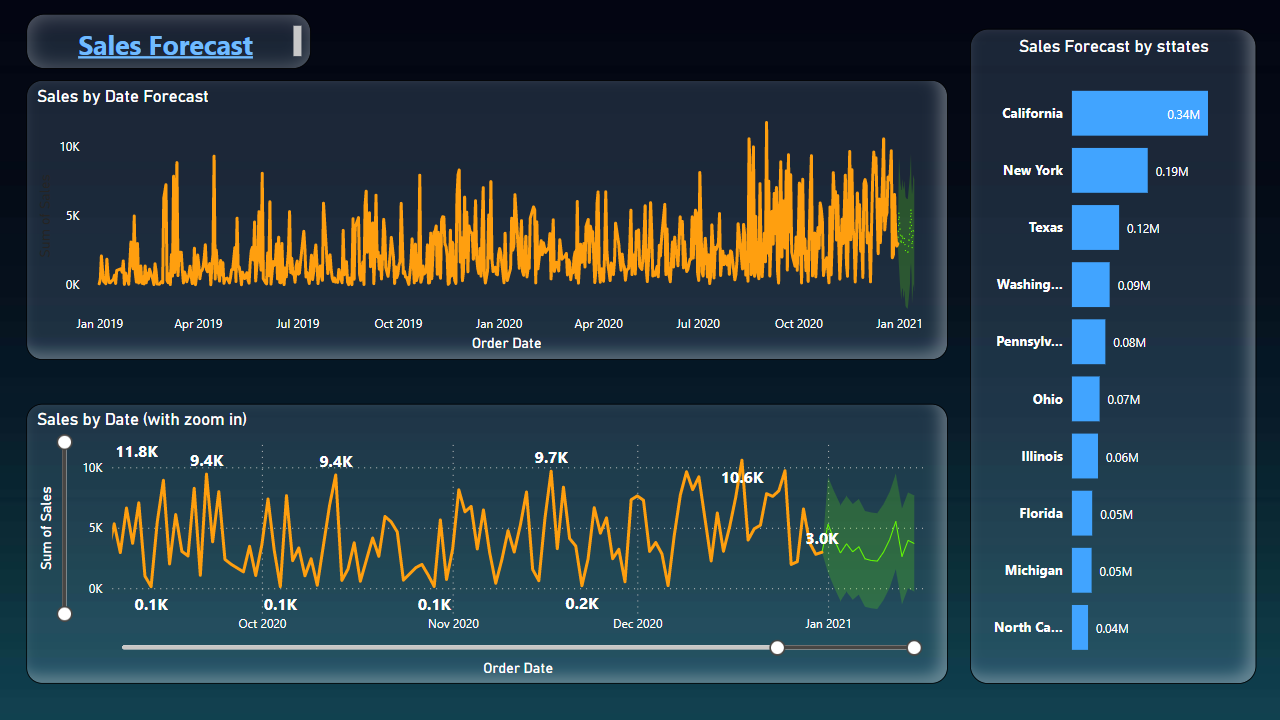 Sales Forecast
Sales by Date Forecast
10K
5K
0K
Jan 2019 Apr 2019 Jul 2019 Oct 2019 Jan 2020 Apr 2020 Jul 2020 Oct 2020 Jan 2021
Order Date
Sales by Date (with zoom in)
Sum of Sales
10K
5K
0K
11.8K 9.4K 9.4K 9.7K 10.6K 3.0K
0.1K 0.1K 0.1K 0.2K
Oct 2020 Nov 2020 Dec 2020 Jan 2021
Order Date
Sales Forecast by sttates
California 0.34M
New York 0.19M
Texas 0.12M
Washing... 0.09M
Pennsylv... 0.08M
Ohio 0.07M
Illinois 0.06M
Florida 0.05M
Michigan 0.05M
North Ca... 0.04M